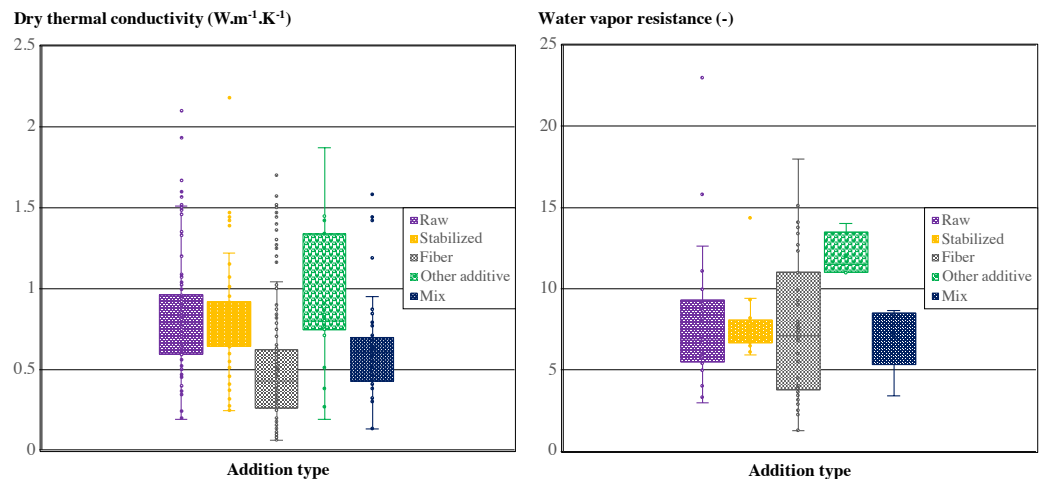 Dry thermal conductivity (W.m⁻¹.K⁻¹)
2.5
2
1.5
1
0.5
0
Raw
Stabilized
Fiber
Other additive
Mix
Addition type
Water vapor resistance (-)
25
20
15
10
5
0
Raw
Stabilized
Fiber
Other additive
Mix
Addition type